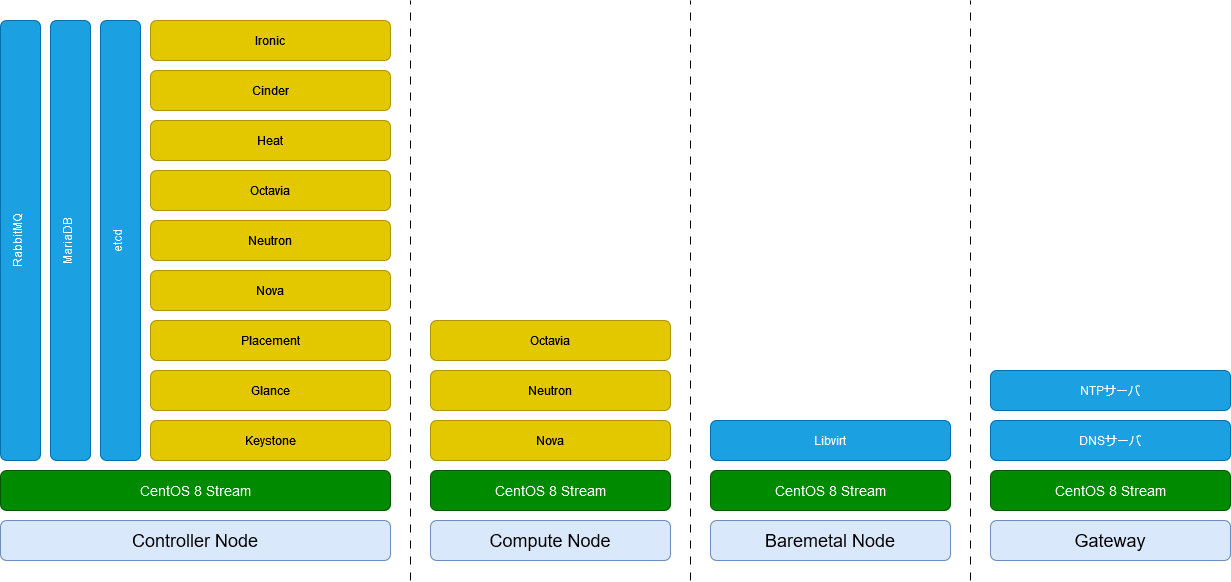 RabbitMQ
MariaDB
etcd
Ironic
Cinder
Heat
Octavia
Neutron
Nova
Placement
Glance
Keystone
CentOS 8 Stream
Controller Node
Octavia
Neutron
Nova
CentOS 8 Stream
Compute Node
Libvirt
CentOS 8 Stream
Baremetal Node
NTPサーバ
DNSサーバ
CentOS 8 Stream
Gateway